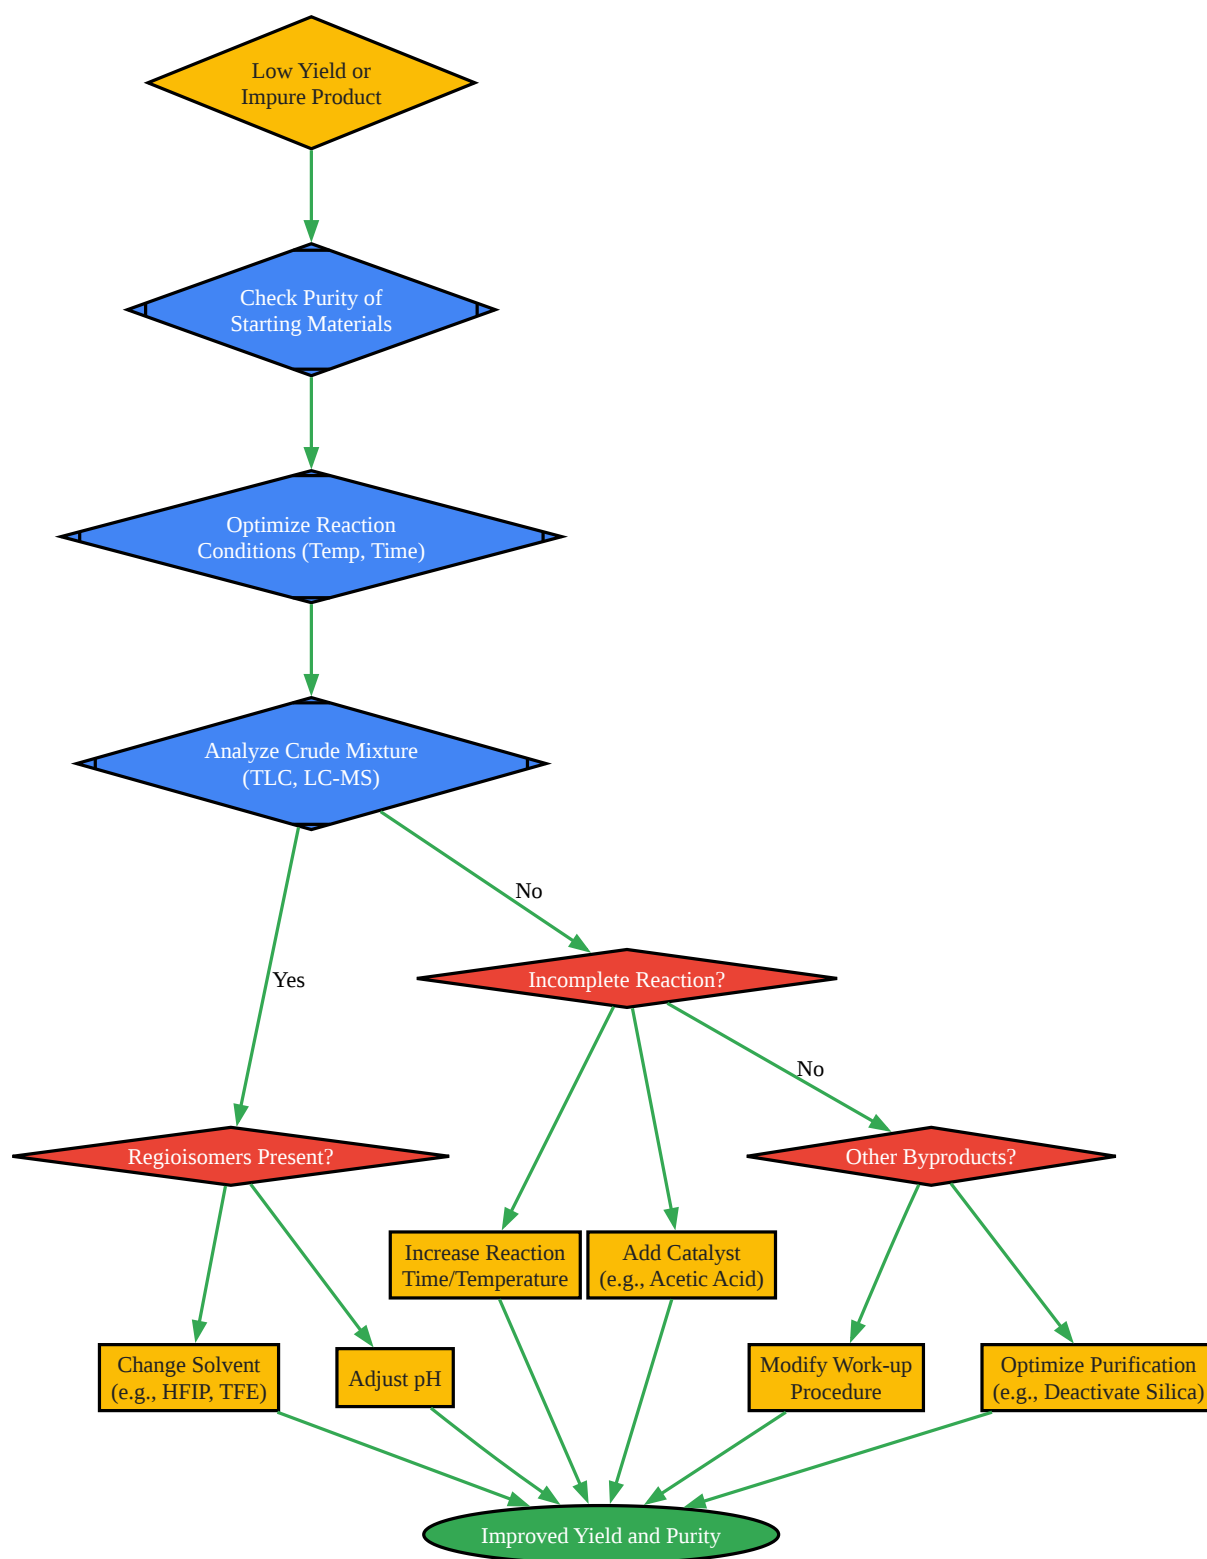 Low Yield or
Impure Product
Check Purity of
Starting Materials
Optimize Reaction
Conditions (Temp, Time)
Analyze Crude Mixture
(TLC, LC-MS)
No
Incomplete Reaction?
Yes
No
Regioisomers Present?
Other Byproducts?
Increase Reaction
Time/Temperature
Add Catalyst
(e.g., Acetic Acid)
Change Solvent
(e.g., HFIP, TFE)
Adjust pH
Modify Work-up
Procedure
Optimize Purification
(e.g., Deactivate Silica)
Improved Yield and Purity